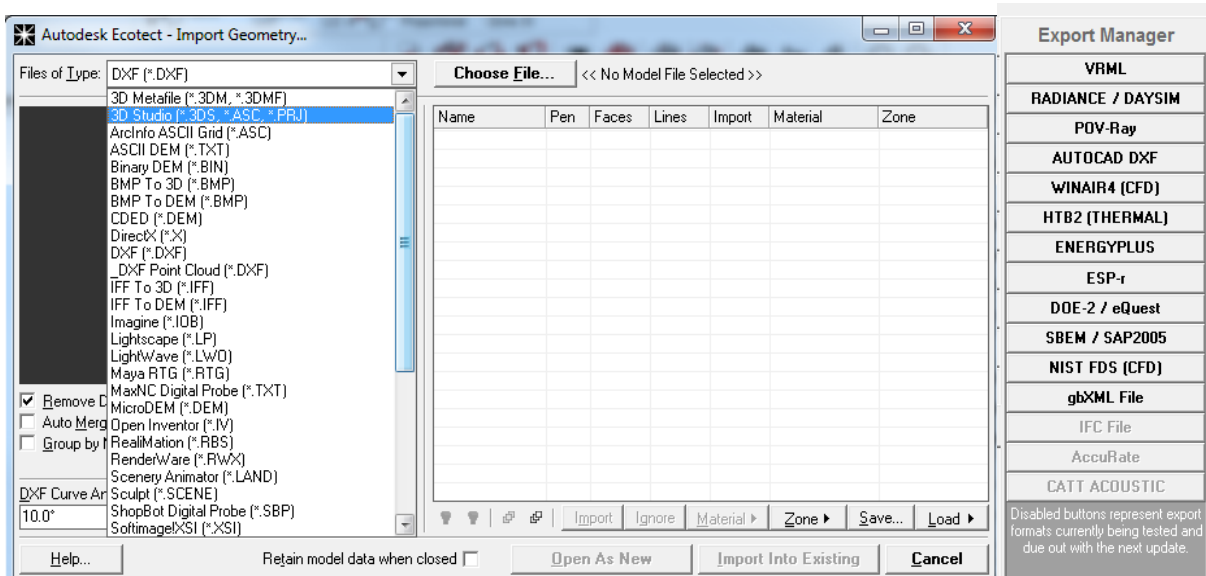 Autodesk Ecotect - Import Geometry...
Files of Type: DXF (*.DXF)
Choose File... << No Model File Selected >>
3D Metafile (*.3DM, *.3DMF)
3D Studio (*.3DS, *.ASC, *.PRJ)
ArcInfo ASCII Grid (*.ASC)
ASCII DEM (*.TXT)
Binary DEM (*.BIN)
BMP To 3D (*.BMP)
BMP To DEM (*.BMP)
CDED (*.DEM)
DirectX (*.X)
DXF (*.DXF)
_DXF Point Cloud (*.DXF)
IFF To 3D (*.IFF)
IFF To DEM (*.IFF)
Imagine (*.IOB)
Lightscape (*.LP)
LightWave (*.LWO)
Maya RTG (*.RTG)
MaxNC Digital Probe (*.TXT)
MicroDEM (*.DEM)
Open Inventor (*.IV)
RealiMation (*.RBS)
RenderWare (*.RWX)
Scenery Animator (*.LAND)
Sculpt (*.SCENE)
ShopBot Digital Probe (*.SBP)
Softimage!XSI (*.XSI)
Name Pen Faces Lines Import Material Zone
Remove D
Auto Merg
Group by
DXF Curve An
10.0°
Import Ignore Material Zone Save... Load
Help... Retain model data when closed Open As New Import Into Existing Cancel
Export Manager
VRML
RADIANCE / DAYSIM
POV-Ray
AUTOCAD DXF
WINAIR4 (CFD)
HTB2 (THERMAL)
ENERGYPLUS
ESP-r
DOE-2 / eQuest
SBEM / SAP2005
NIST FDS (CFD)
gbXML File
IFC File
AccuRate
CATT ACOUSTIC
Disabled buttons represent export
formats currently being tested and
due out with the next update.